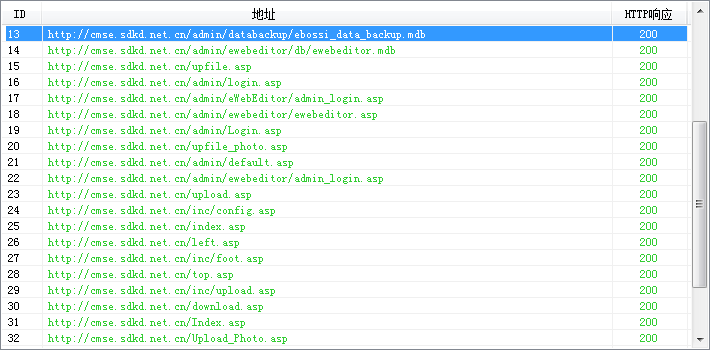 ID 地址 HTTP响应
13 http://cmse.sdkd.net.cn/admin/databackup/ebossi_data_backup.mdb 200
14 http://cmse.sdkd.net.cn/admin/ewebeditor/db/ewebeditor.mdb 200
15 http://cmse.sdkd.net.cn/upfile.asp 200
16 http://cmse.sdkd.net.cn/admin/login.asp 200
17 http://cmse.sdkd.net.cn/admin/eWebEditor/admin_login.asp 200
18 http://cmse.sdkd.net.cn/admin/ewebeditor/ewebeditor.asp 200
19 http://cmse.sdkd.net.cn/admin/Login.asp 200
20 http://cmse.sdkd.net.cn/upfile_photo.asp 200
21 http://cmse.sdkd.net.cn/admin/default.asp 200
22 http://cmse.sdkd.net.cn/admin/ewebeditor/admin_login.asp 200
23 http://cmse.sdkd.net.cn/upload.asp 200
24 http://cmse.sdkd.net.cn/inc/config.asp 200
25 http://cmse.sdkd.net.cn/index.asp 200
26 http://cmse.sdkd.net.cn/left.asp 200
27 http://cmse.sdkd.net.cn/inc/foot.asp 200
28 http://cmse.sdkd.net.cn/top.asp 200
29 http://cmse.sdkd.net.cn/inc/upload.asp 200
30 http://cmse.sdkd.net.cn/download.asp 200
31 http://cmse.sdkd.net.cn/Index.asp 200
32 http://cmse.sdkd.net.cn/Upload_Photo.asp 200